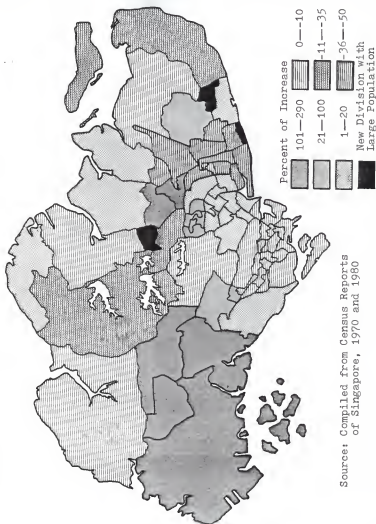 Percent of Increase
101—290
21—100
1—20
New Division with
Large Population
0---10
-11---35
-36---50
Source: Compiled from Census Reports
of Singapore, 1970 and 1980